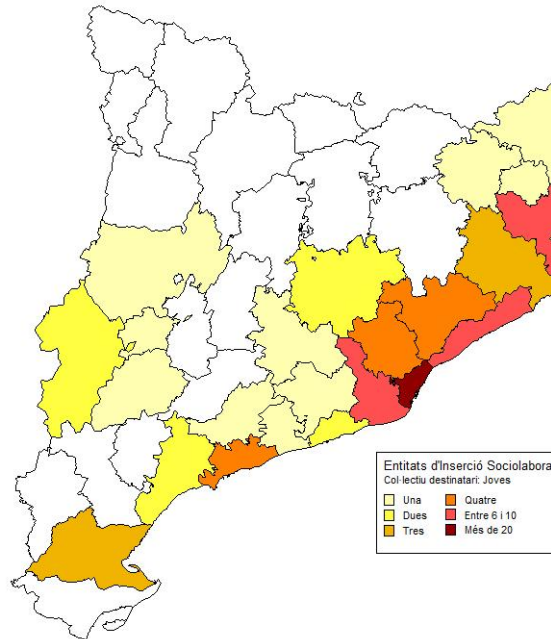 Entitats d'Inserció Sociolabora
Col·lectiu destinatari: Joves
Una
Dues
Tres
Quatre
Entre 6 i 10
Més de 20